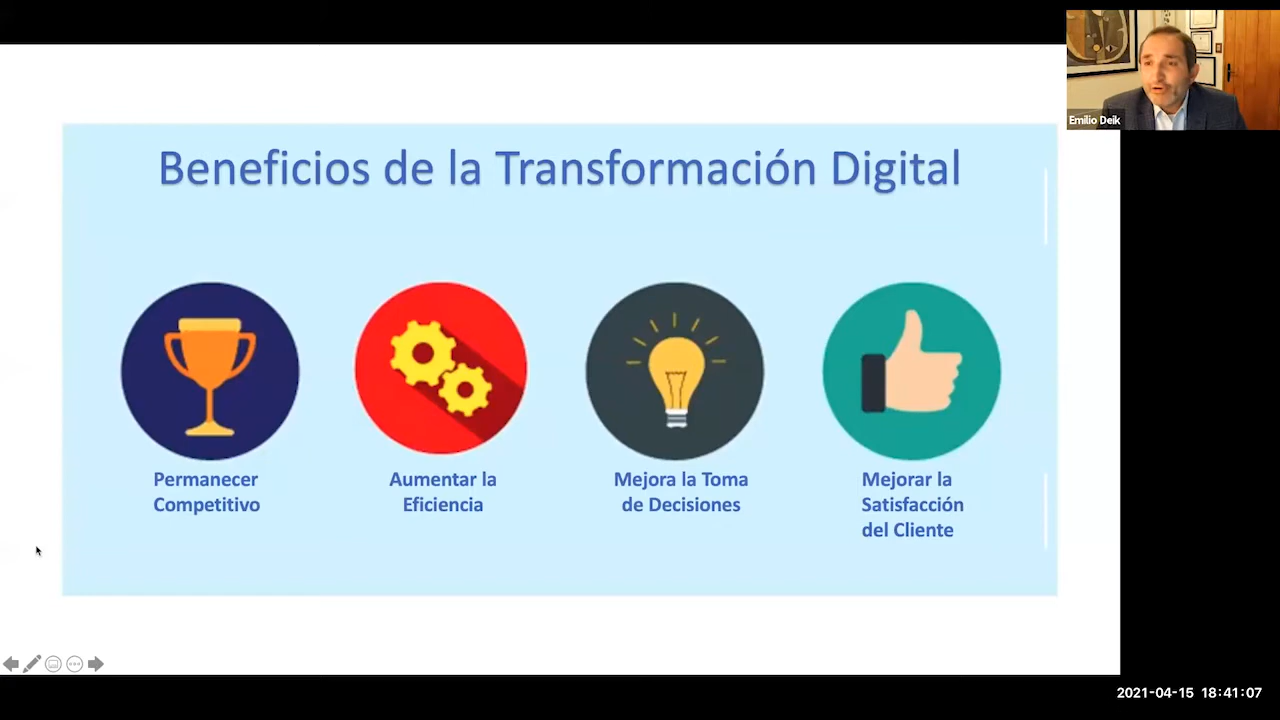 Emilio Deik
Beneficios de la Transformación Digital
Permanecer
Competitivo
Aumentar la
Eficiencia
Mejora la Toma
de Decisiones
Mejorar la
Satisfacción
del Cliente
2021-04-15 18:41:07